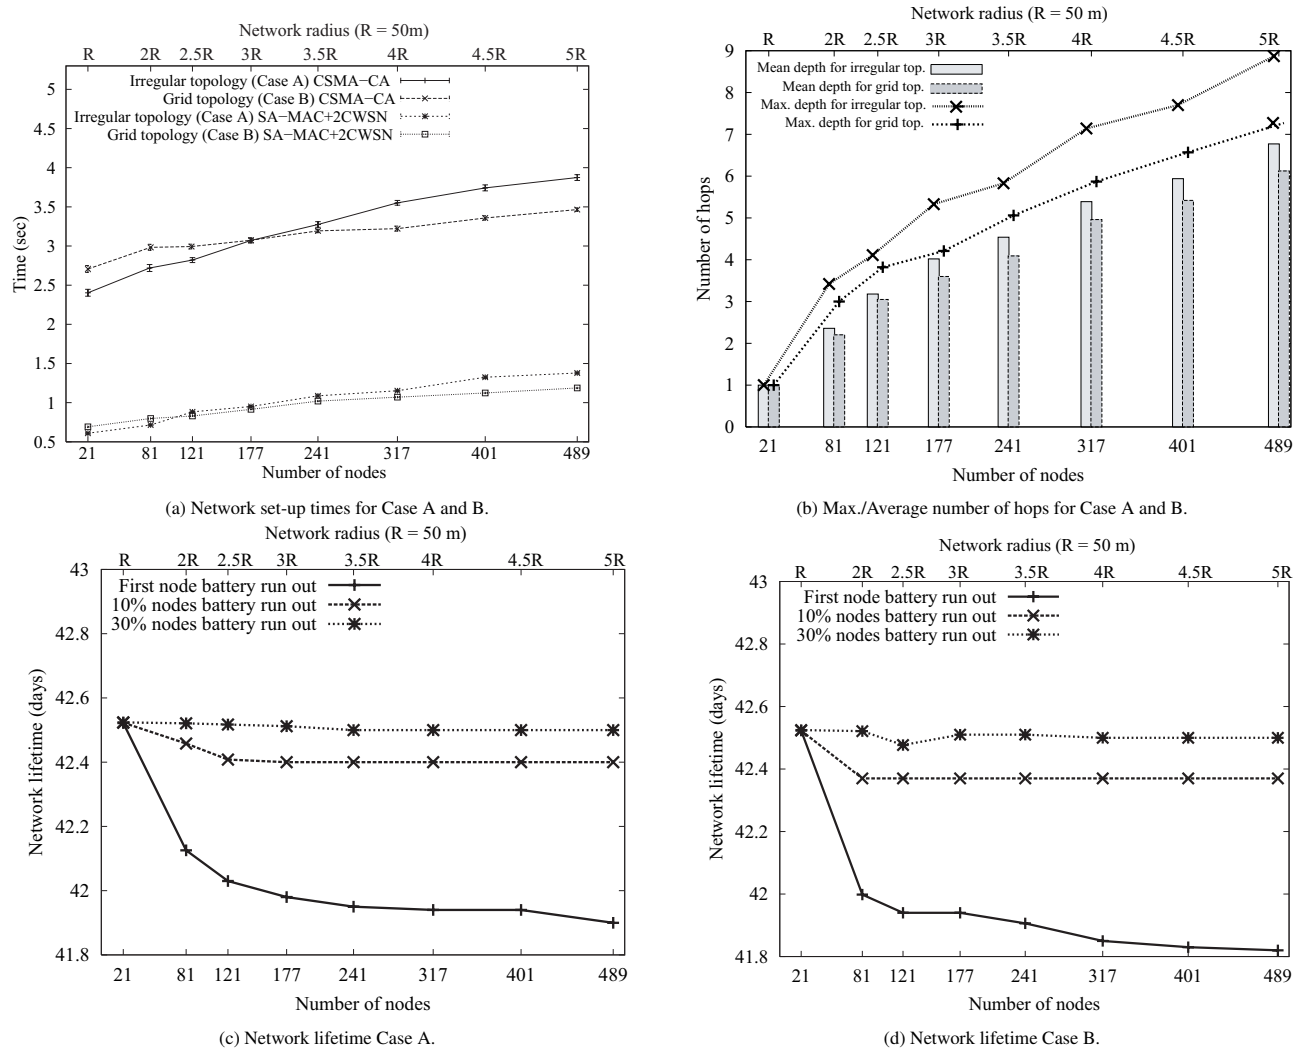 Network radius (R = 50m)
R 2R 2.5R 3R 3.5R 4R 4.5R 5R
Irregular topology (Case A) CSMA−CA
Grid topology (Case B) CSMA−CA
Irregular topology (Case A) SA−MAC+2CWSN
Grid topology (Case B) SA−MAC+2CWSN
5
4.5
4
3.5
3
2.5
2
1.5
1
0.5
Time (sec)
21 81 121 177 241 317 401 489
Number of nodes
(a) Network set-up times for Case A and B.
Network radius (R = 50 m)
R 2R 2.5R 3R 3.5R 4R 4.5R 5R
Mean depth for irregular top.
Mean depth for grid top.
Max. depth for irregular top.
Max. depth for grid top.
9
8
7
6
5
4
3
2
1
0
Number of hops
21 81 121 177 241 317 401 489
Number of nodes
(b) Max./Average number of hops for Case A and B.
Network radius (R = 50 m)
R 2R 2.5R 3R 3.5R 4R 4.5R 5R
First node battery run out
10% nodes battery run out
30% nodes battery run out
43
42.8
42.6
42.4
42.2
42
41.8
Network lifetime (days)
21 81 121 177 241 317 401 489
Number of nodes
(c) Network lifetime Case A.
Network radius (R = 50 m)
R 2R 2.5R 3R 3.5R 4R 4.5R 5R
First node battery run out
10% nodes battery run out
30% nodes battery run out
43
42.8
42.6
42.4
42.2
42
41.8
Network lifetime (days)
21 81 121 177 241 317 401 489
Number of nodes
(d) Network lifetime Case B.